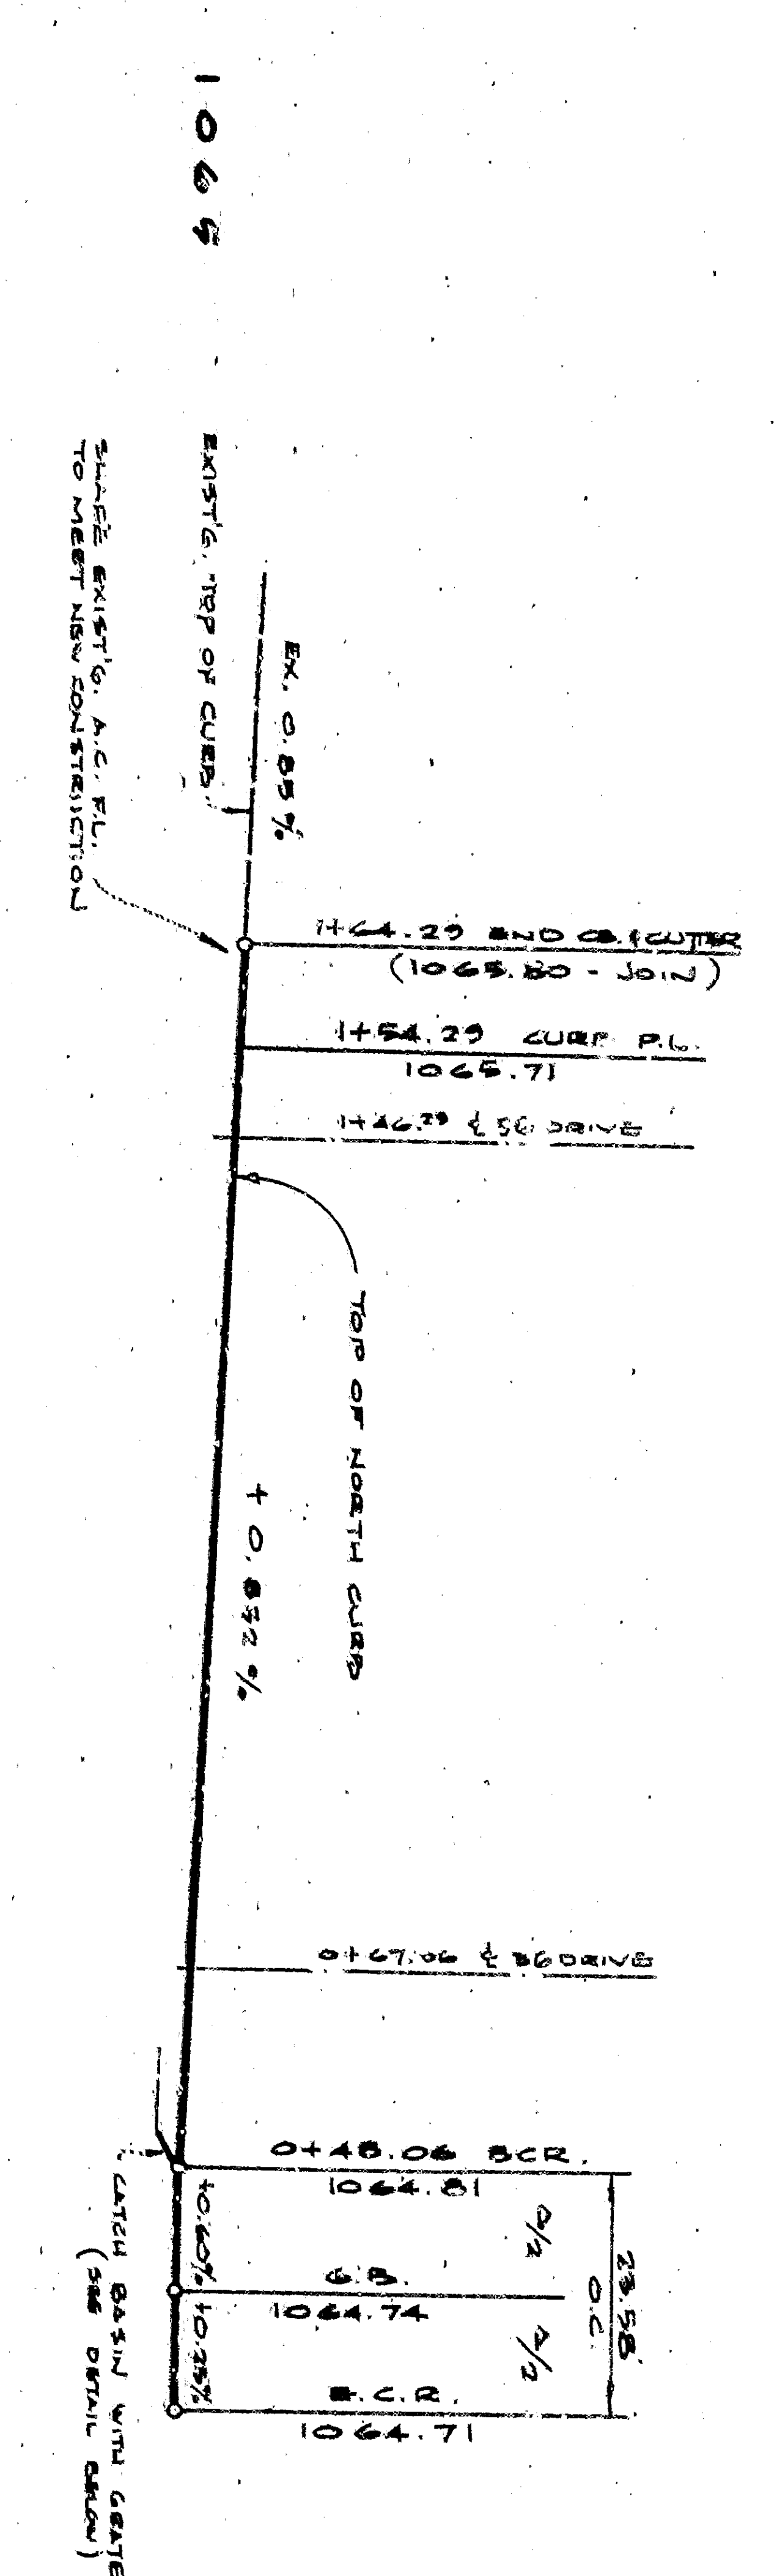 1065
EXIST'G. TOP OF CURB
SHAPE EXIST'G. A.C. F.L.
TO MEET NEW CONSTRUCTION
EX. 0.85%
1+64.29 END CB. & GUTTER
(1065.80 - JOIN)
1+54.29 CURB P.L.
1065.71
1+46.29 ℄ DRIVE
TOP OF NORTH CURB
+ 0.852%
0+67.06 ℄ DRIVE
0+48.06 BCR.
1064.81
+0.60%
Δ/2
23.58'
O.C.
G.B.
1064.74
+0.25%
Δ/2
E.C.R.
1064.71
CATCH BASIN WITH GRATE
(SEE DETAIL BELOW)